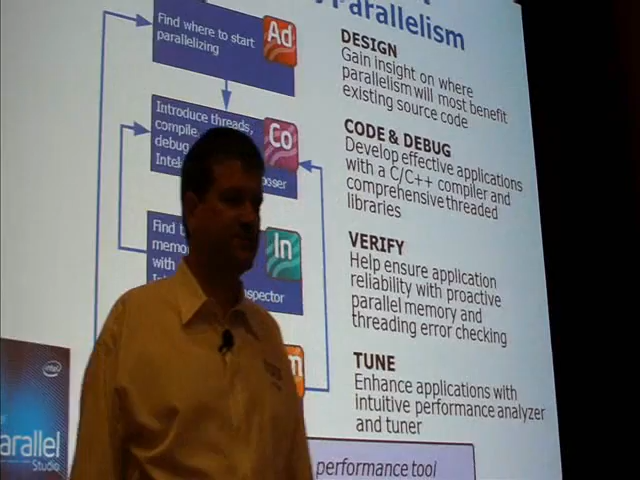 Parallelism
Find where to start
parallelizing
Ad
Introduce threads,
compile,
debug
Intel
Co
oser
Find
memo
with
In
spector
m
DESIGN
Gain insight on where
parallelism will most benefit
existing source code
CODE & DEBUG
Develop effective applications
with a C/C++ compiler and
comprehensive threaded
libraries
VERIFY
Help ensure application
reliability with proactive
parallel memory and
threading error checking
TUNE
Enhance applications with
intuitive performance analyzer
and tuner
performance tool
intel
arallel
Studio